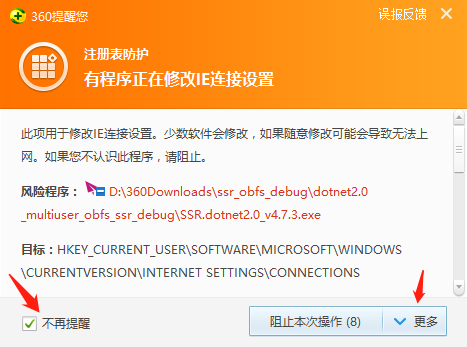 360提醒您
误报反馈
注册表防护
有程序正在修改IE连接设置
此项用于修改IE连接设置。少数软件会修改，如果随意修改可能会导致无法上
网。如果您不认识此程序，请阻止。
风险程序： D:\360Downloads\ssr_obfs_debug\dotnet2.0
_multiuser_obfs_ssr_debug\SSR.dotnet2.0_v4.7.3.exe
目标：HKEY_CURRENT_USER\SOFTWARE\MICROSOFT\WINDOWS
\CURRENTVERSION\INTERNET SETTINGS\CONNECTIONS
不再提醒
阻止本次操作 (8)
更多